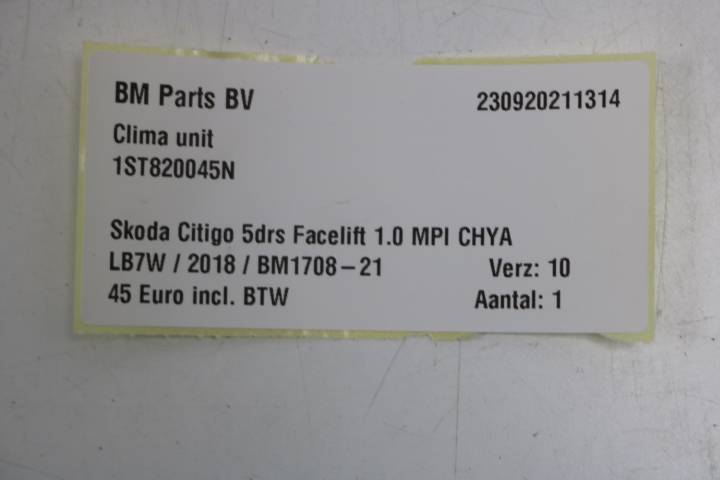 BM Parts BV 230920211314
Clima unit
1ST820045N
Skoda Citigo 5drs Facelift 1.0 MPI CHYA
LB7W / 2018 / BM1708-21 Verz: 10
45 Euro incl. BTW Aantal: 1